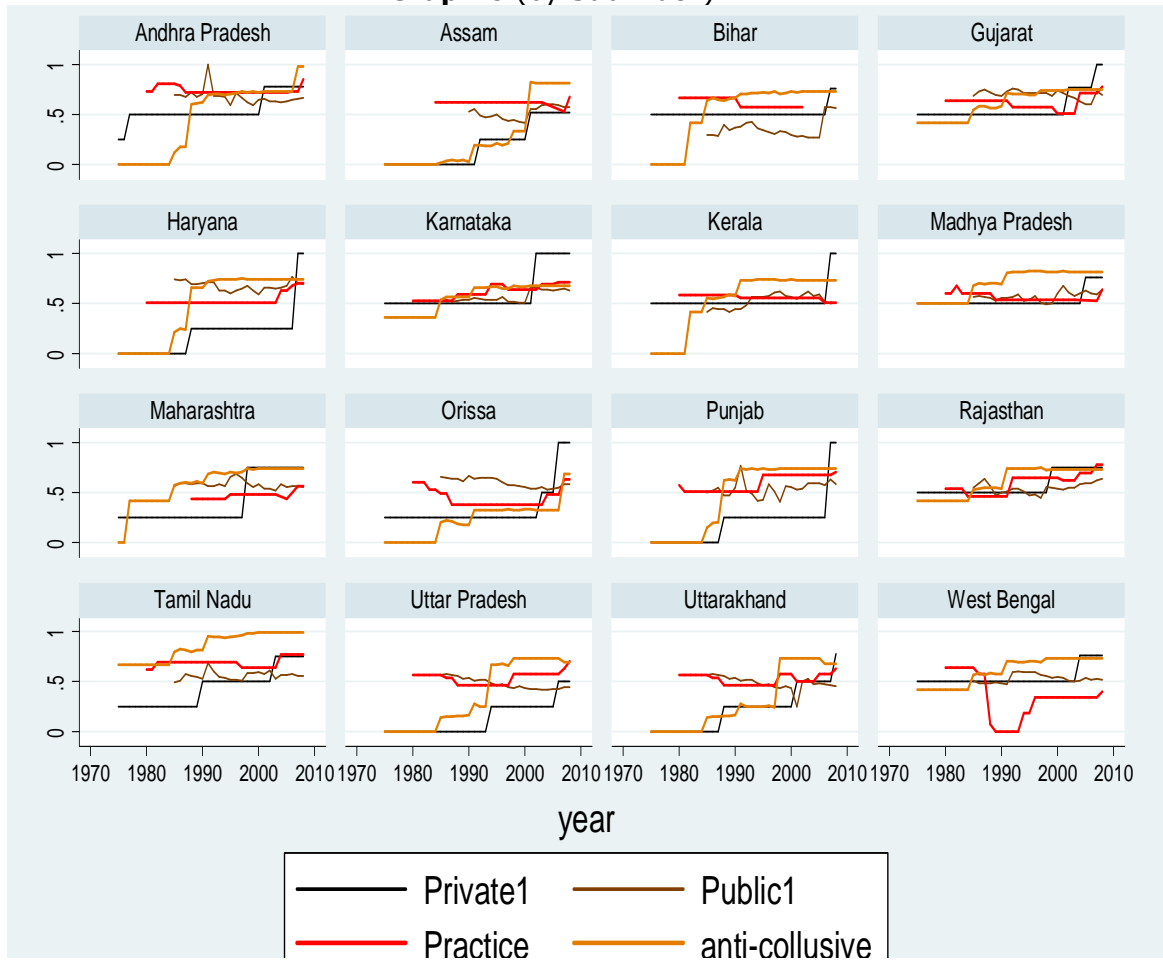 Andhra Pradesh Assam Bihar Gujarat
1
.5
0
Haryana Karnataka Kerala Madhya Pradesh
1
.5
0
Maharashtra Orissa Punjab Rajasthan
1
.5
0
Tamil Nadu Uttar Pradesh Uttarakhand West Bengal
1
.5
0
1970 1980 1990 2000 2010 1970 1980 1990 2000 2010 1970 1980 1990 2000 2010 1970 1980 1990 2000 2010
year
Private1 Public1
Practice anti-collusive